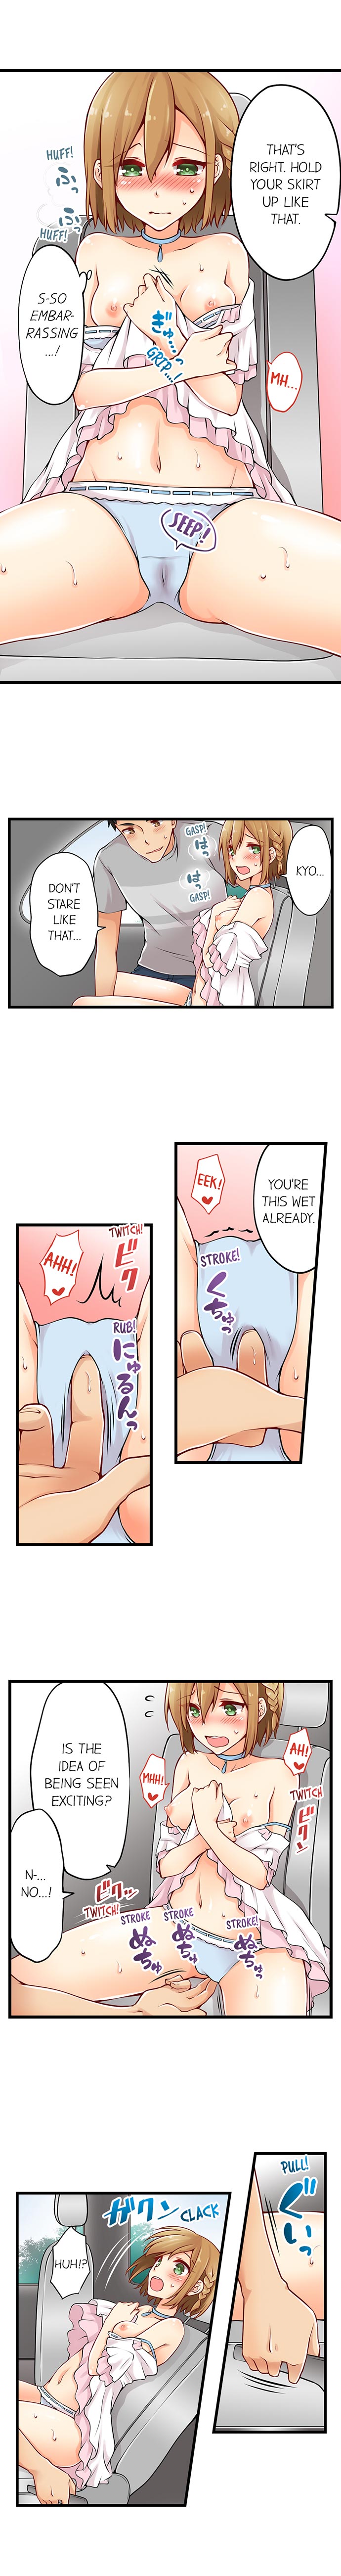 THAT'S
RIGHT. HOLD
YOUR SKIRT
UP LIKE
THAT.
HUFF!
ふっ
ふっ
HUFF!
S-SO
EMBAR-
RASSING
...!
ぎゅ…っ
GRIP...!
MH...
SEEP!
KYO...
GASP!
はっ
はっ
GASP!
DON'T
STARE
LIKE
THAT...
YOU'RE
THIS WET
ALREADY.
EEK!
STROKE!
くちゅっ
TWITCH!
ビク
AHH!
RUB!
にゅるんっ
IS THE
IDEA OF
BEING SEEN
EXCITING?
AH!
MHH!
TWITCH
ビクン
N-...
NO...!
ビクッ
TWITCH!
STROKE
ぬちゅ
STROKE
ぬちゅ
STROKE!
ぬちゅっ
PULL!
ぐいっ
ガクン
CLACK
HUH!?